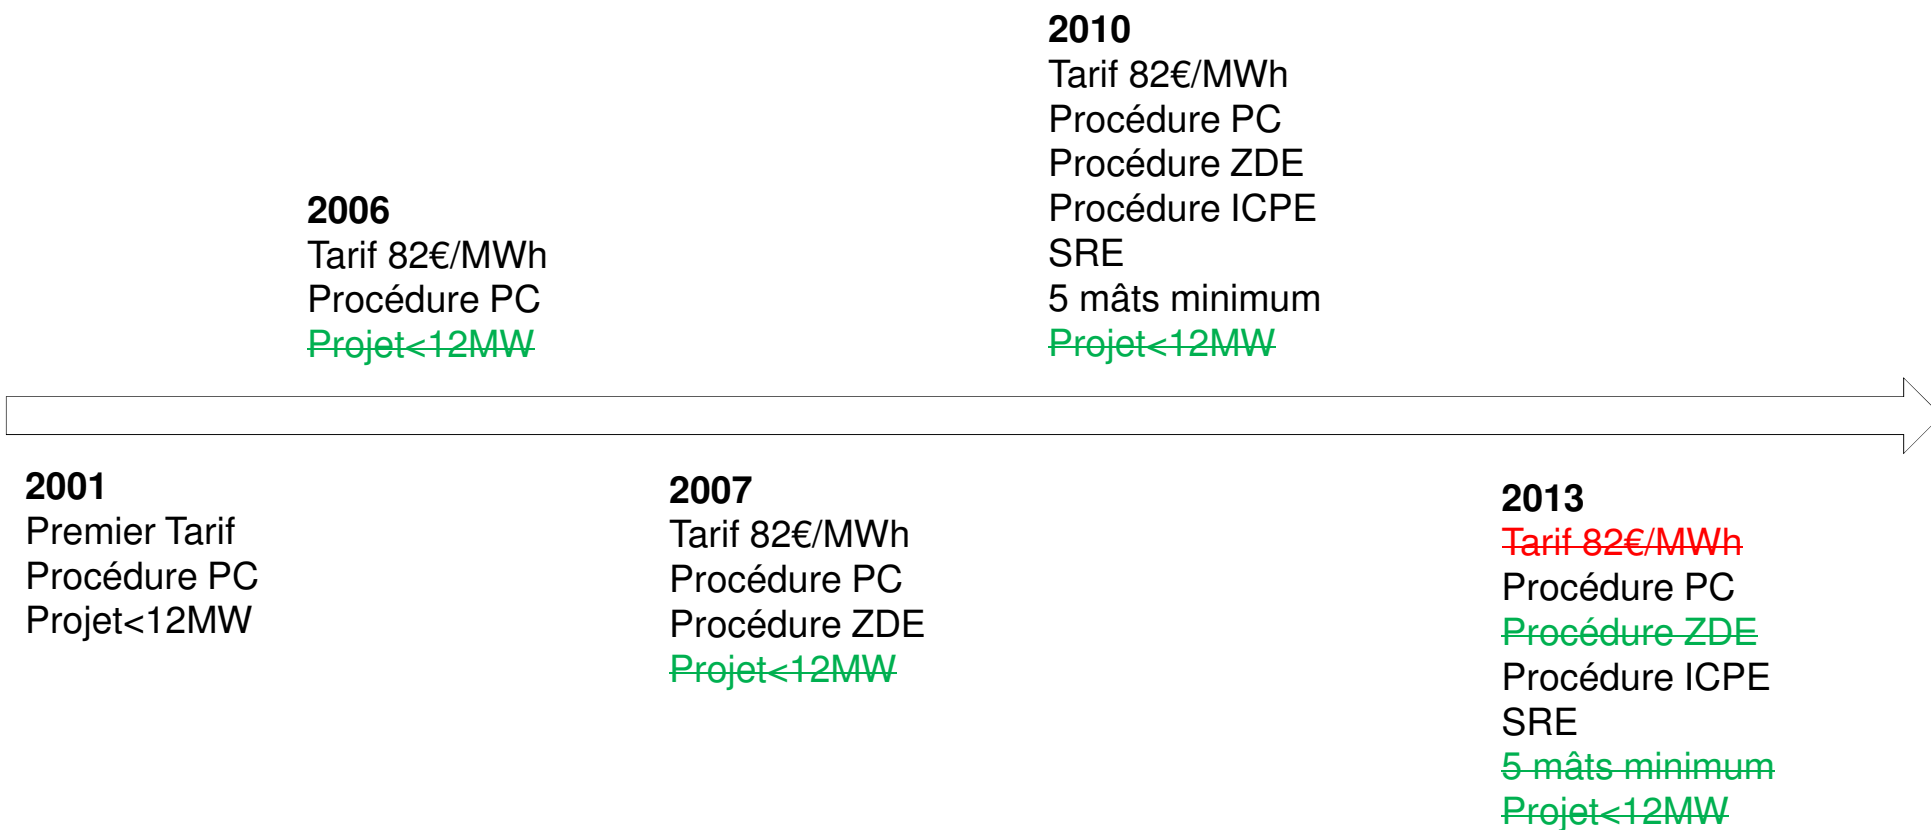 2001
Premier Tarif
Procédure PC
Projet<12MW
2006
Tarif 82€/MWh
Procédure PC
Projet<12MW
2007
Tarif 82€/MWh
Procédure PC
Procédure ZDE
Projet<12MW
2010
Tarif 82€/MWh
Procédure PC
Procédure ZDE
Procédure ICPE
SRE
5 mâts minimum
Projet<12MW
2013
Tarif 82€/MWh
Procédure PC
Procédure ZDE
Procédure ICPE
SRE
5 mâts minimum
Projet<12MW